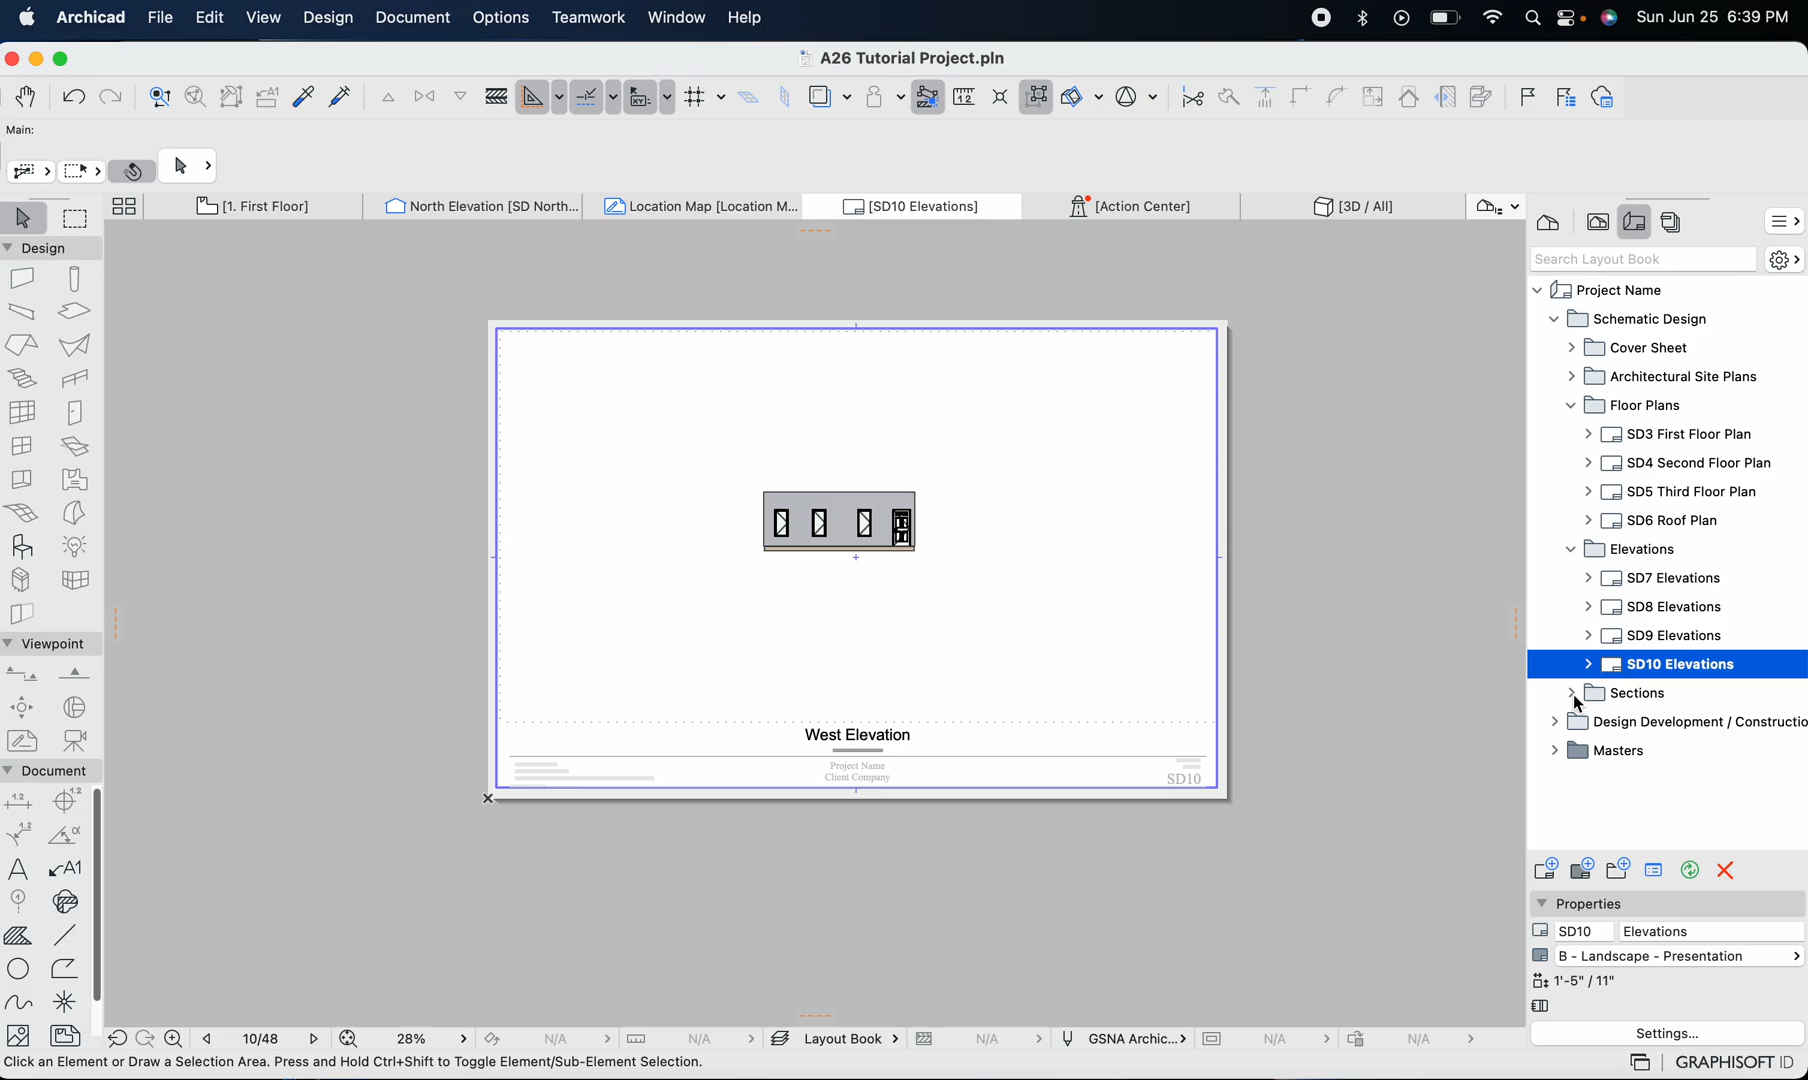 Archicad File Edit View Design Document Options Teamwork Window Help Sun Jun 25 6:39 PM
A26 Tutorial Project.pln
Main:
[1. First Floor] North Elevation [SD North... Location Map [Location M... [SD10 Elevations] [Action Center] [3D / All]
Design
Viewpoint
Document
West Elevation
Project Name
Client Company
SD10
Search Layout Book
Project Name
Schematic Design
Cover Sheet
Architectural Site Plans
Floor Plans
SD3 First Floor Plan
SD4 Second Floor Plan
SD5 Third Floor Plan
SD6 Roof Plan
Elevations
SD7 Elevations
SD8 Elevations
SD9 Elevations
SD10 Elevations
Sections
Design Development / Constructio
Masters
Properties
SD10 Elevations
B - Landscape - Presentation
1'-5" / 11"
Settings...
10/48 28% N/A N/A Layout Book N/A GSNA Archic... N/A N/A
Click an Element or Draw a Selection Area. Press and Hold Ctrl+Shift to Toggle Element/Sub-Element Selection.
GRAPHISOFT ID